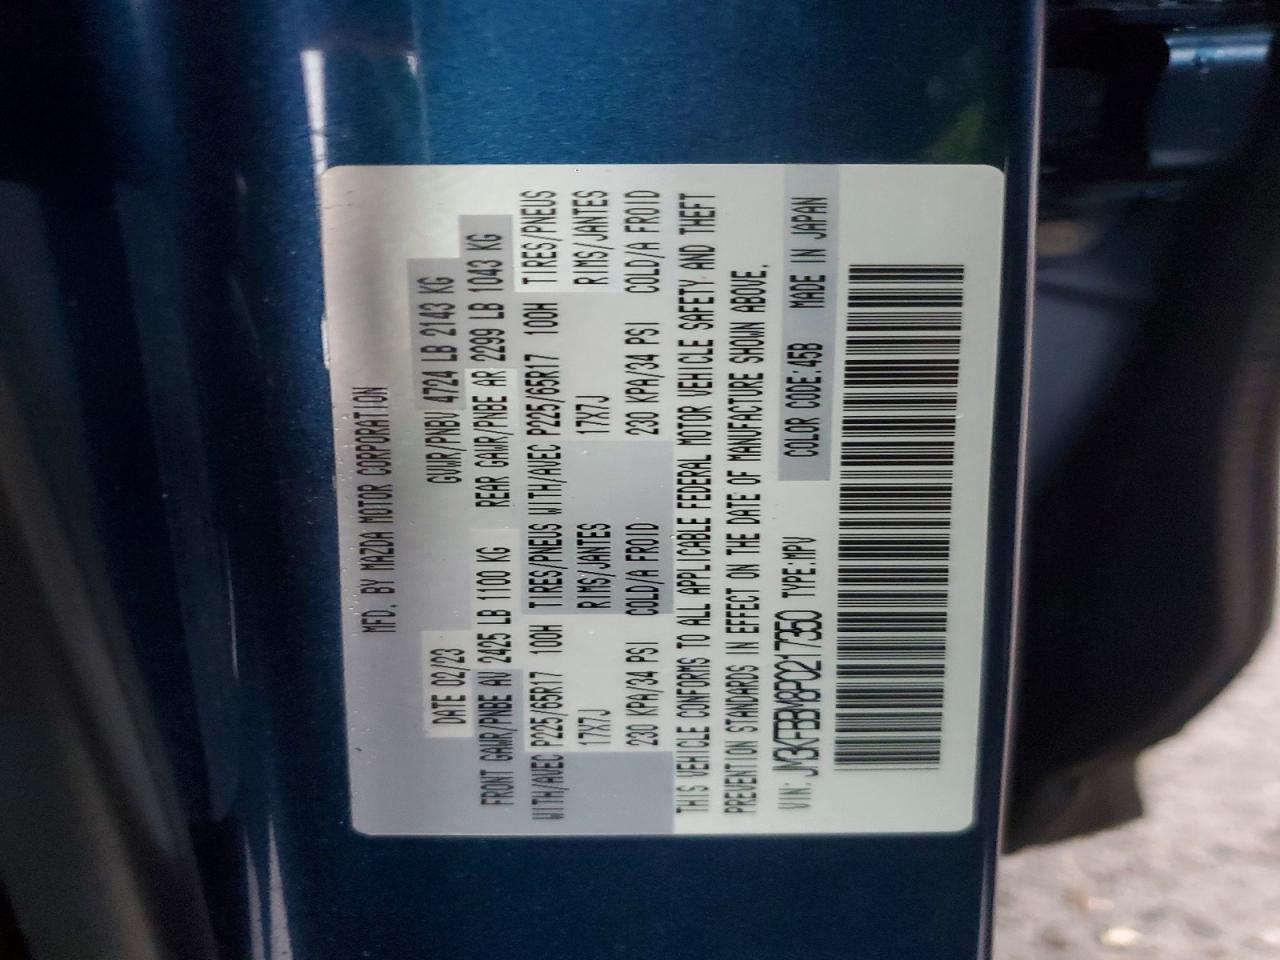 MFD. BY MAZDA MOTOR CORPORATION
DATE 02/23 GVWR/PNBV 4724 LB 2143 KG
FRONT GAWR/PNBE AV 2425 LB 1100 KG REAR GAWR/PNBE AR 2299 LB 1043 KG
WITH/AVEC P225/65R17 100H TIRES/PNEUS WITH/AVEC P225/65R17 100H TIRES/PNEUS
17X7J RIMS/JANTES 17X7J RIMS/JANTES
230 KPA/34 PSI COLD/A FROID 230 KPA/34 PSI COLD/A FROID
THIS VEHICLE CONFORMS TO ALL APPLICABLE FEDERAL MOTOR VEHICLE SAFETY AND THEFT
PREVENTION STANDARDS IN EFFECT ON THE DATE OF MANUFACTURE SHOWN ABOVE.
VIN: JM3KFBBM8P0217350 TYPE:MPV COLOR CODE:45B MADE IN JAPAN